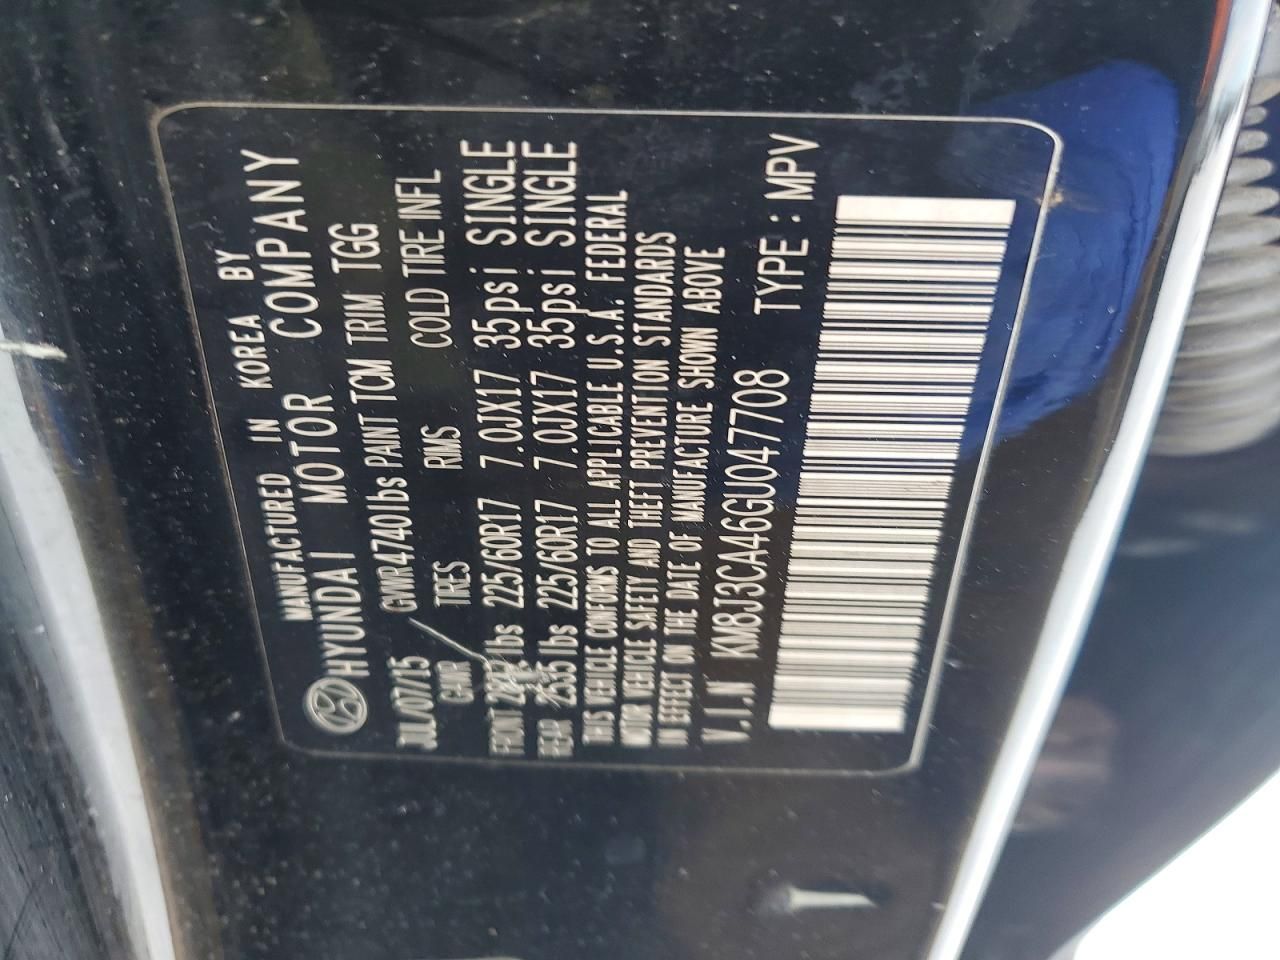 MANUFACTURED IN KOREA BY
HYUNDAI MOTOR COMPANY
JUL/07/15 GVWR 4740lbs PAINT TCM TRIM TGG
GAWR TIRES RIMS COLD TIRE INFL
FRONT lbs 225/60R17 7.0JX17 35psi SINGLE
REAR 2535lbs 225/60R17 7.0JX17 35psi SINGLE
THIS VEHICLE CONFORMS TO ALL APPLICABLE U.S.A. FEDERAL
MOTOR VEHICLE SAFETY AND THEFT PREVENTION STANDARDS
IN EFFECT ON THE DATE OF MANUFACTURE SHOWN ABOVE
V.I.N KM8J3CA46GU047708 TYPE : MPV